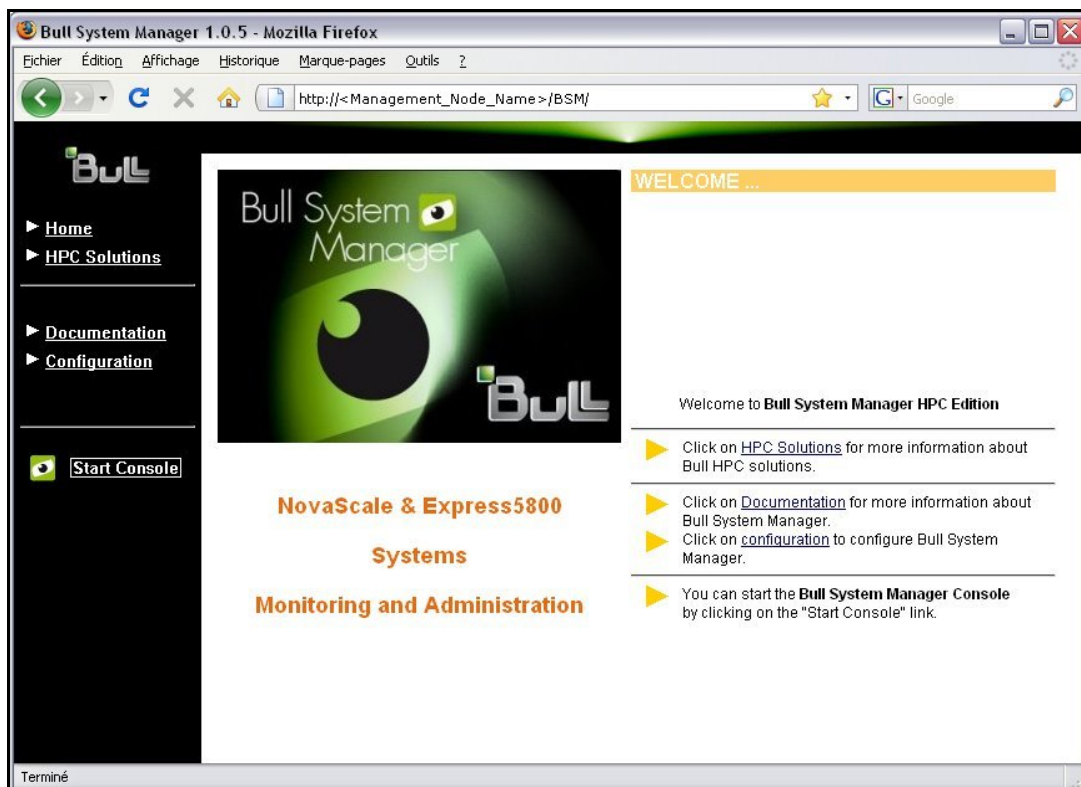 Bull System Manager 1.0.5 - Mozilla Firefox
Fichier Édition Affichage Historique Marque-pages Outils ?
http://<Management_Node_Name>/BSM/
G Google
Bull
Home
HPC Solutions
Documentation
Configuration
Start Console
Bull System
Manager
Bull
NovaScale & Express5800
Systems
Monitoring and Administration
WELCOME ...
Welcome to Bull System Manager HPC Edition
Click on HPC Solutions for more information about
Bull HPC solutions.
Click on Documentation for more information about
Bull System Manager.
Click on configuration to configure Bull System
Manager.
You can start the Bull System Manager Console
by clicking on the "Start Console" link.
Terminé